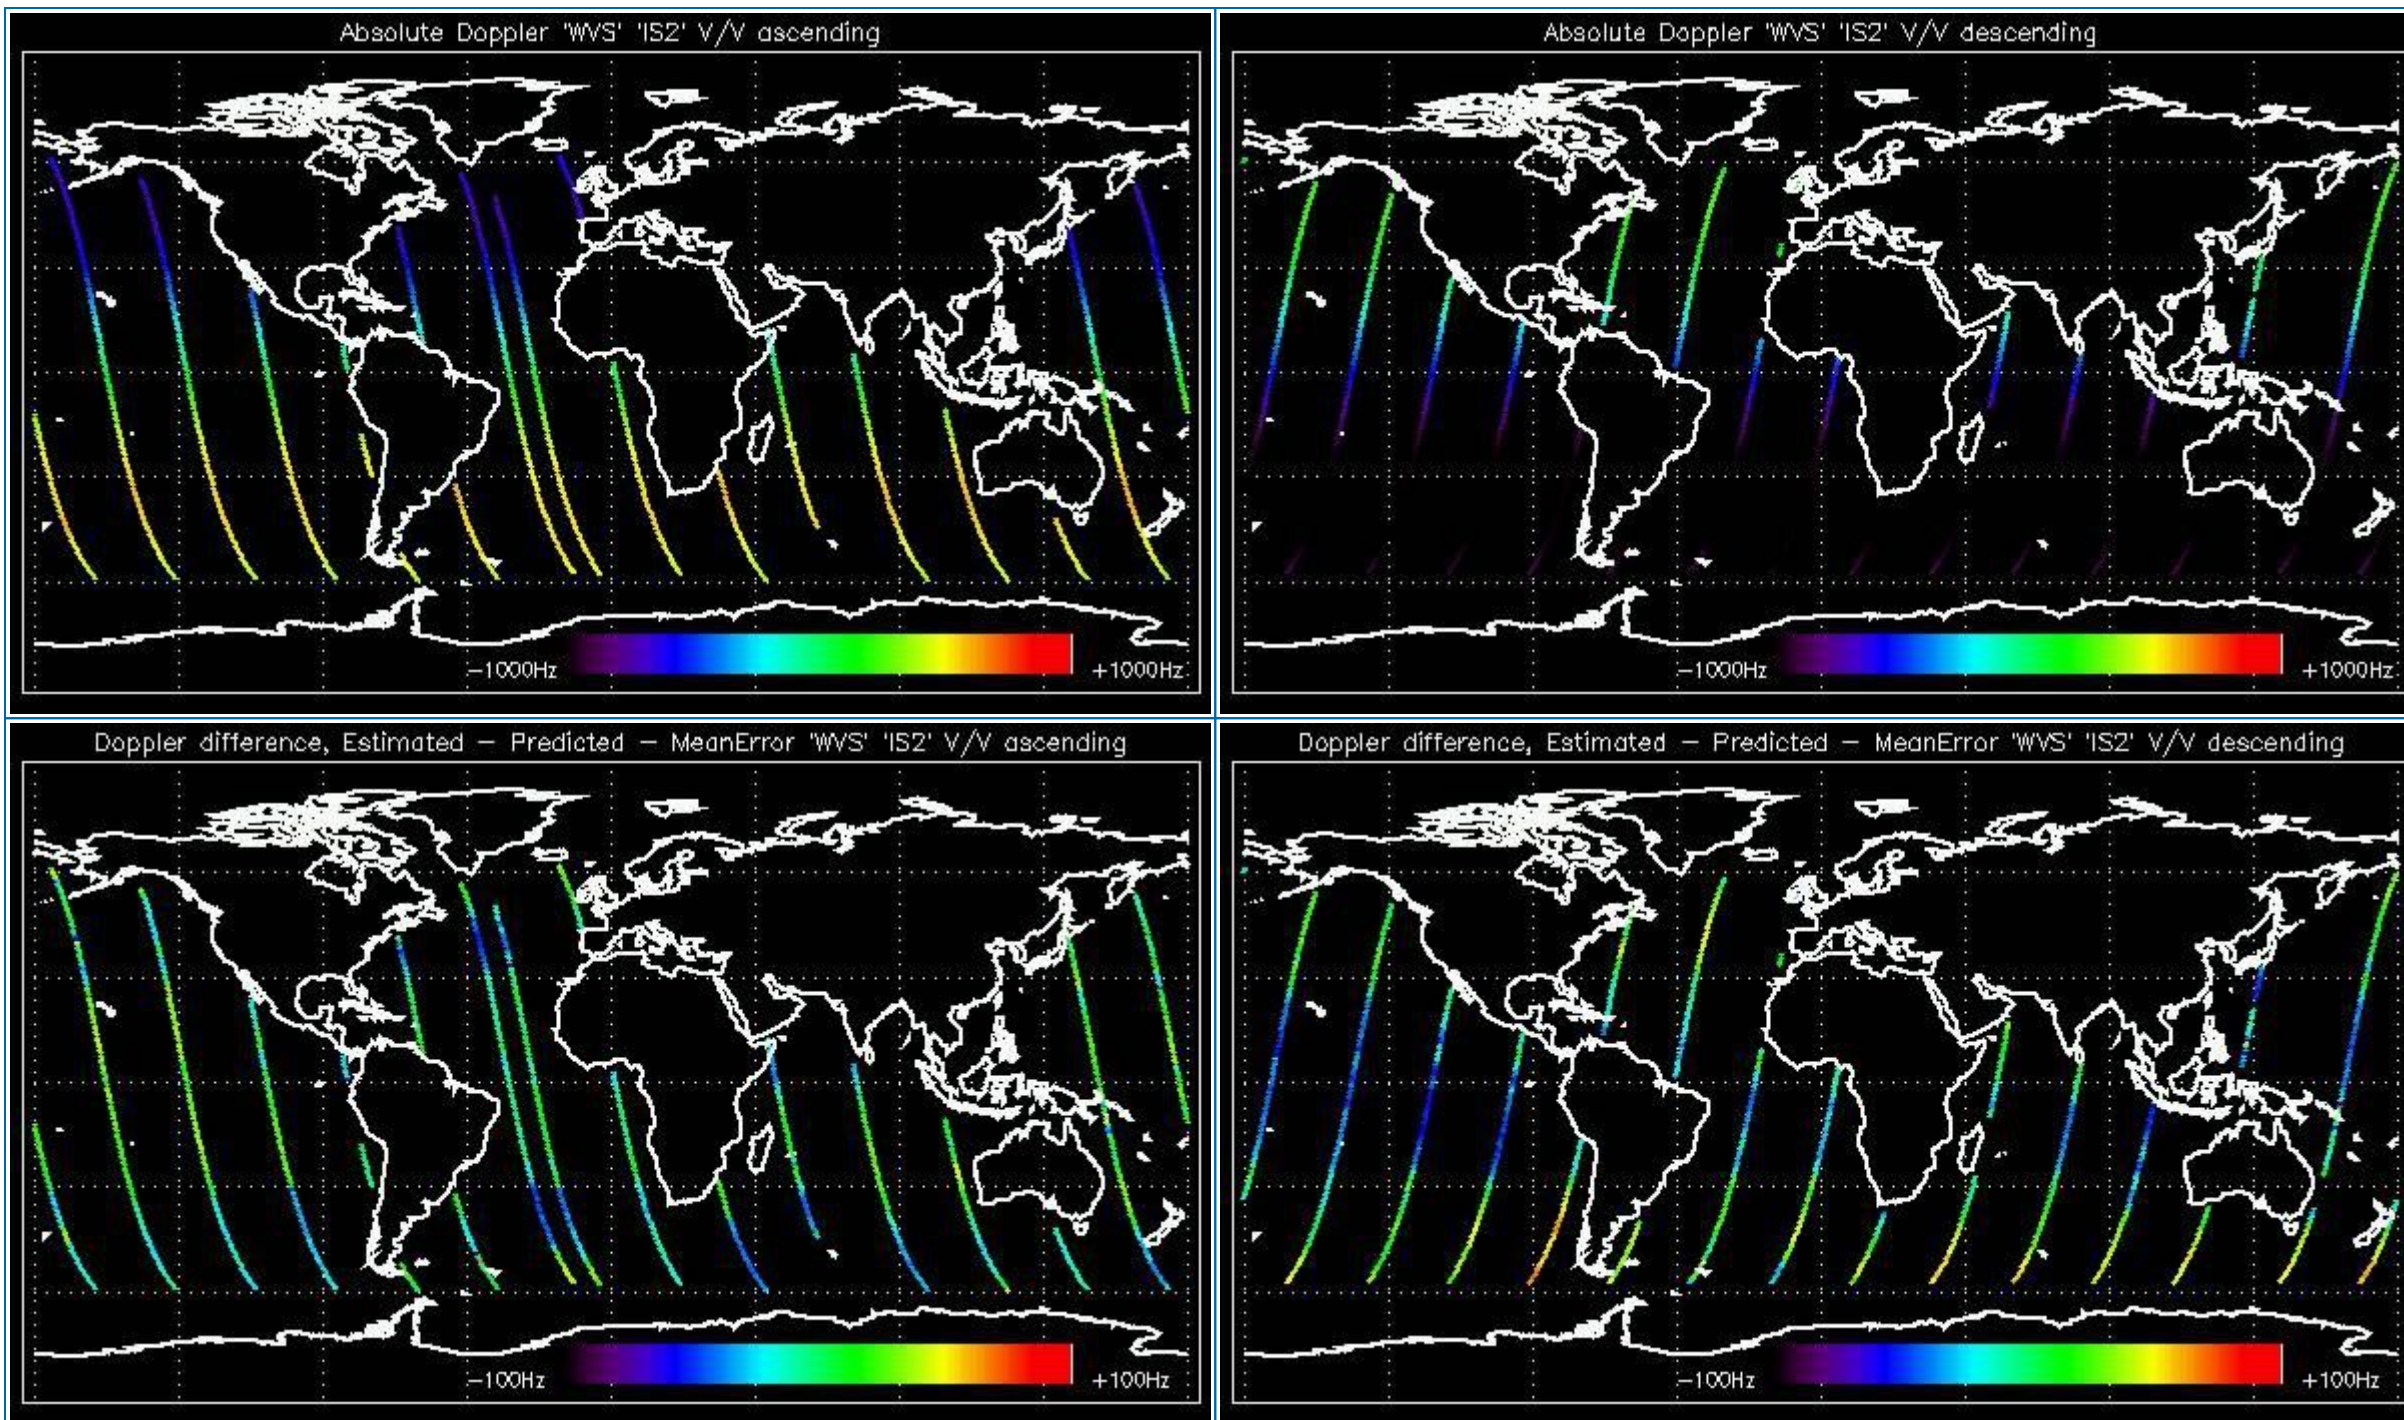 Absolute Doppler 'WVS' 'IS2' V/V ascending
-1000Hz +1000Hz
Absolute Doppler 'WVS' 'IS2' V/V descending
-1000Hz +1000Hz
Doppler difference, Estimated - Predicted - MeanError 'WVS' 'IS2' V/V ascending
-100Hz +100Hz
Doppler difference, Estimated - Predicted - MeanError 'WVS' 'IS2' V/V descending
-100Hz +100Hz